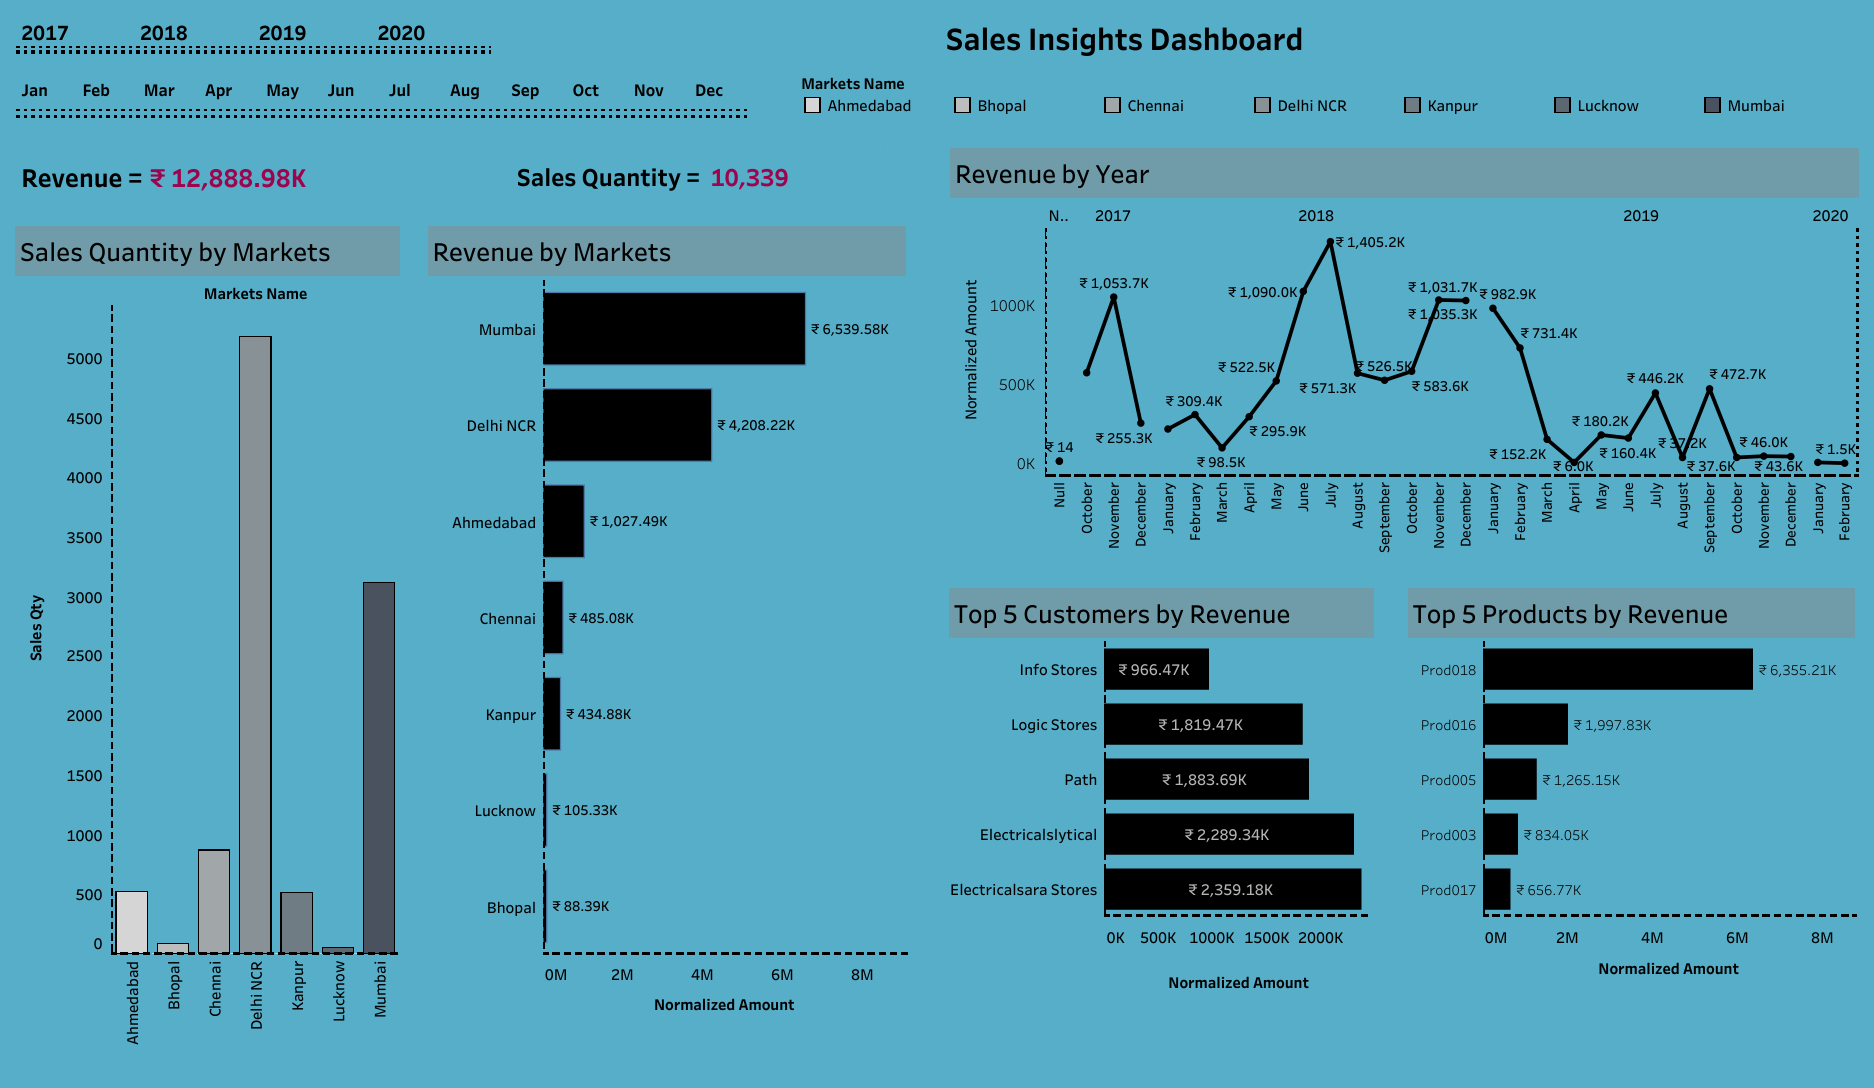 2017 2018 2019 2020
Jan Feb Mar Apr May Jun Jul Aug Sep Oct Nov Dec
Sales Insights Dashboard
Markets Name
Ahmedabad Bhopal Chennai Delhi NCR Kanpur Lucknow Mumbai
Revenue = ₹ 12,888.98K
Sales Quantity = 10,339
Sales Quantity by Markets
Markets Name
Sales Qty
5000
4500
4000
3500
3000
2500
2000
1500
1000
500
0
Ahmedabad
Bhopal
Chennai
Delhi NCR
Kanpur
Lucknow
Mumbai
Revenue by Markets
Mumbai ₹ 6,539.58K
Delhi NCR ₹ 4,208.22K
Ahmedabad ₹ 1,027.49K
Chennai ₹ 485.08K
Kanpur ₹ 434.88K
Lucknow ₹ 105.33K
Bhopal ₹ 88.39K
0M 2M 4M 6M 8M
Normalized Amount
Revenue by Year
N.. 2017 2018 2019 2020
Normalized Amount
1000K
500K
0K
₹ 14
₹ 1,053.7K
₹ 255.3K
₹ 309.4K
₹ 98.5K
₹ 295.9K
₹ 522.5K
₹ 1,090.0K
₹ 1,405.2K
₹ 571.3K
₹ 526.5K
₹ 583.6K
₹ 1,031.7K
₹ 1,035.3K
₹ 982.9K
₹ 731.4K
₹ 152.2K
₹ 6.0K
₹ 180.2K
₹ 160.4K
₹ 446.2K
₹ 37.2K
₹ 472.7K
₹ 37.6K
₹ 46.0K
₹ 43.6K
₹ 1.5K
Null
October
November
December
January
February
March
April
May
June
July
August
September
October
November
December
January
February
March
April
May
June
July
August
September
October
November
December
January
February
Top 5 Customers by Revenue
Info Stores ₹ 966.47K
Logic Stores ₹ 1,819.47K
Path ₹ 1,883.69K
Electricalslytical ₹ 2,289.34K
Electricalsara Stores ₹ 2,359.18K
0K 500K 1000K 1500K 2000K
Normalized Amount
Top 5 Products by Revenue
Prod018 ₹ 6,355.21K
Prod016 ₹ 1,997.83K
Prod005 ₹ 1,265.15K
Prod003 ₹ 834.05K
Prod017 ₹ 656.77K
0M 2M 4M 6M 8M
Normalized Amount